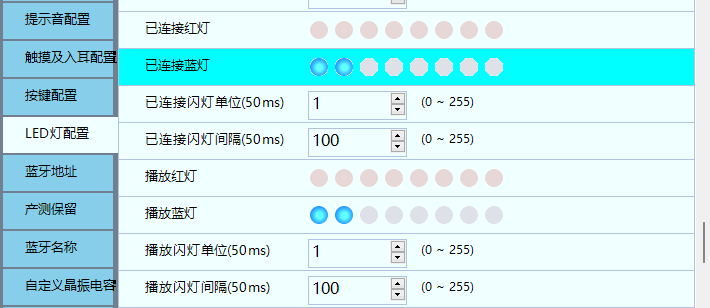 提示音配置
触摸及入耳配置
按键配置
LED灯配置
蓝牙地址
产测保留
蓝牙名称
自定义晶振电容
已连接红灯
已连接蓝灯
已连接闪灯单位(50ms) 1 (0 ~ 255)
已连接闪灯间隔(50ms) 100 (0 ~ 255)
播放红灯
播放蓝灯
播放闪灯单位(50ms) 1 (0 ~ 255)
播放闪灯间隔(50ms) 100 (0 ~ 255)